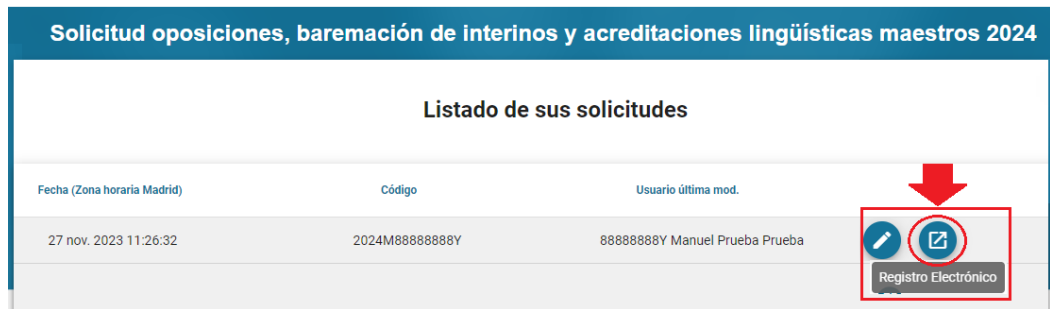 Solicitud oposiciones, baremación de interinos y acreditaciones lingüísticas maestros 2024
Listado de sus solicitudes
Fecha (Zona horaria Madrid) Código Usuario última mod.
27 nov. 2023 11:26:32 2024M88888888Y 88888888Y Manuel Prueba Prueba
Registro Electrónico